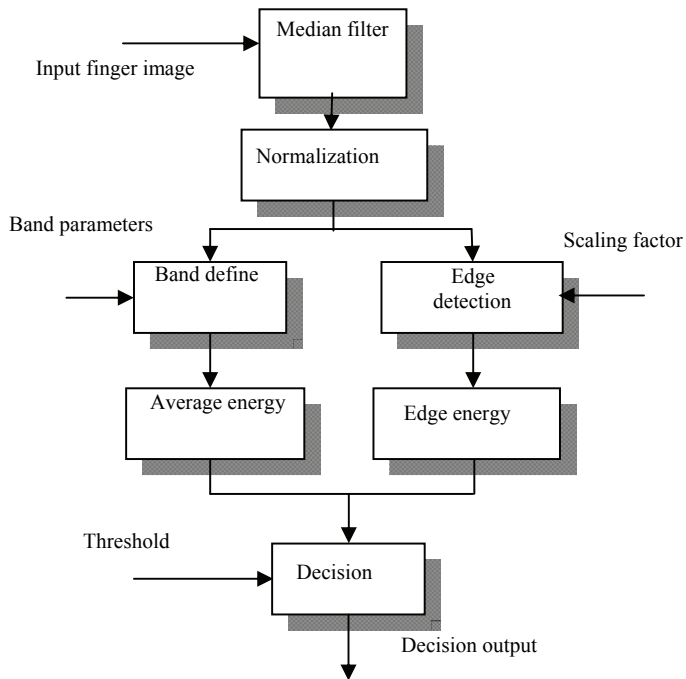 Median filter
Input finger image
Normalization
Band parameters
Scaling factor
Band define
Edge
detection
Average energy
Edge energy
Threshold
Decision
Decision output